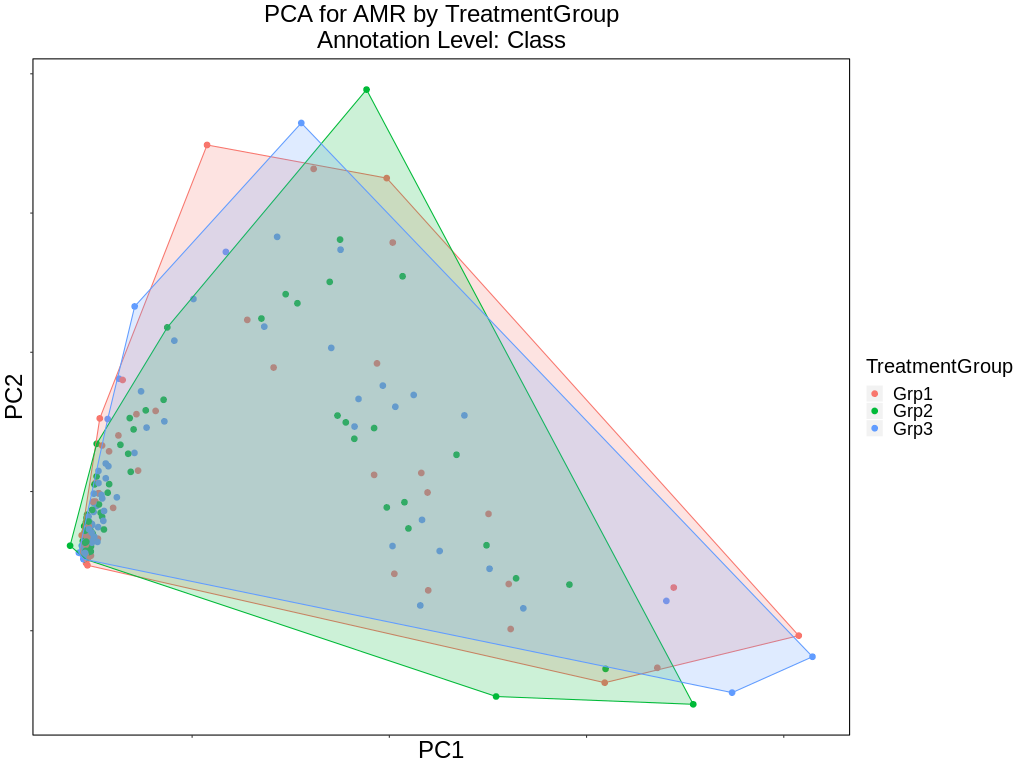 PCA for AMR by TreatmentGroup
Annotation Level: Class
PC2
PC1
TreatmentGroup
Grp1
Grp2
Grp3